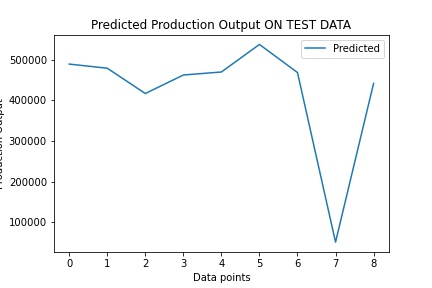 Predicted Production Output ON TEST DATA
Predicted
500000
400000
300000
200000
100000
Production Output
0 1 2 3 4 5 6 7 8
Data points